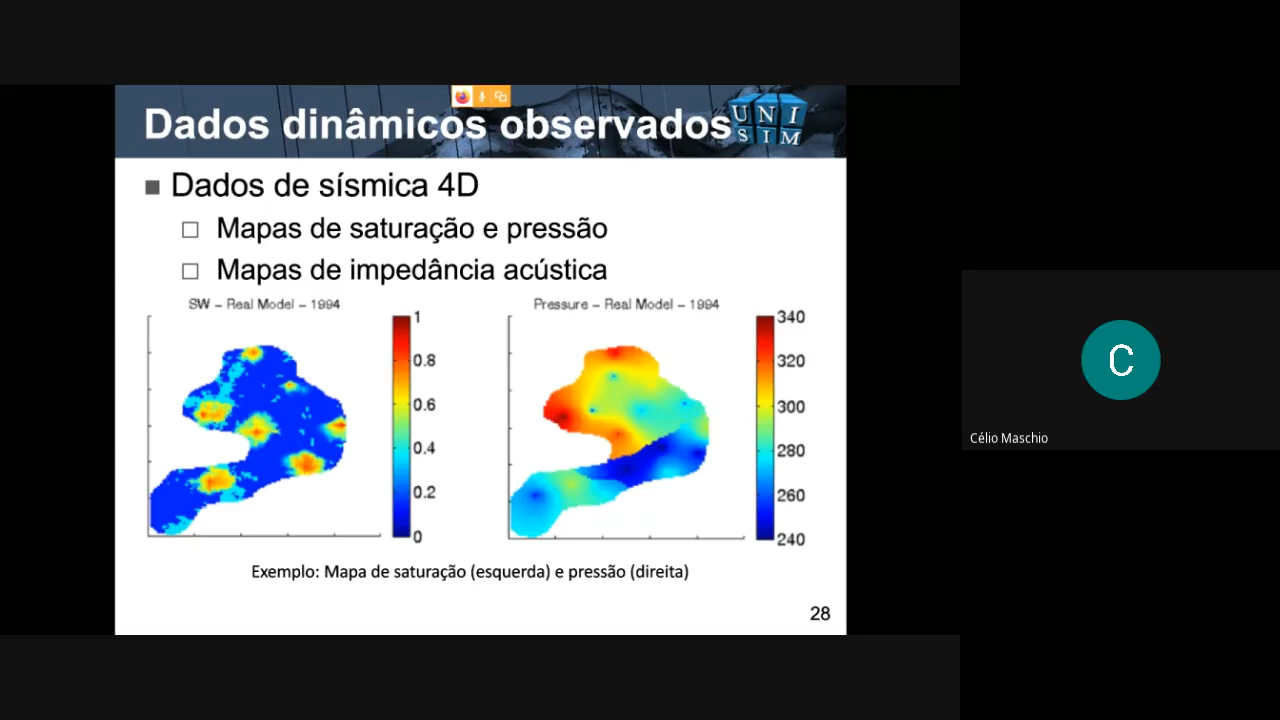 Dados dinâmicos observados
UNI
SIM
Dados de sísmica 4D
Mapas de saturação e pressão
Mapas de impedância acústica
SW – Real Model – 1994
1
0.8
0.6
0.4
0.2
0
Pressure – Real Model – 1994
340
320
300
280
260
240
Exemplo: Mapa de saturação (esquerda) e pressão (direita)
28
C
Célio Maschio